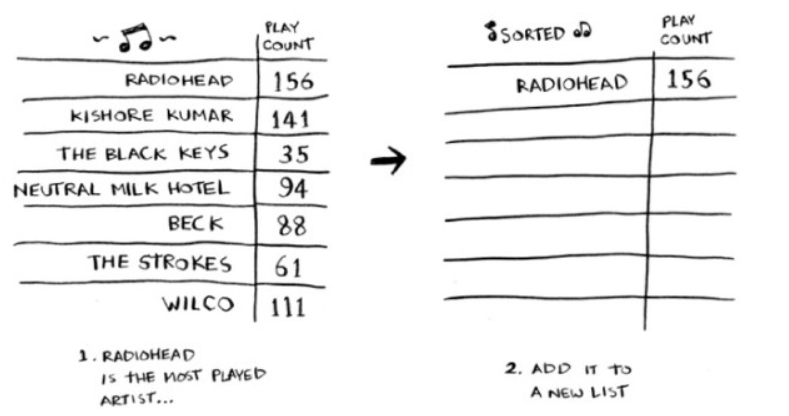 PLAY
COUNT
RADIOHEAD 156
KISHORE KUMAR 141
THE BLACK KEYS 35
NEUTRAL MILK HOTEL 94
BECK 88
THE STROKES 61
WILCO 111
1. RADIOHEAD
IS THE MOST PLAYED
ARTIST...
SORTED
PLAY
COUNT
RADIOHEAD 156
2. ADD IT TO
A NEW LIST